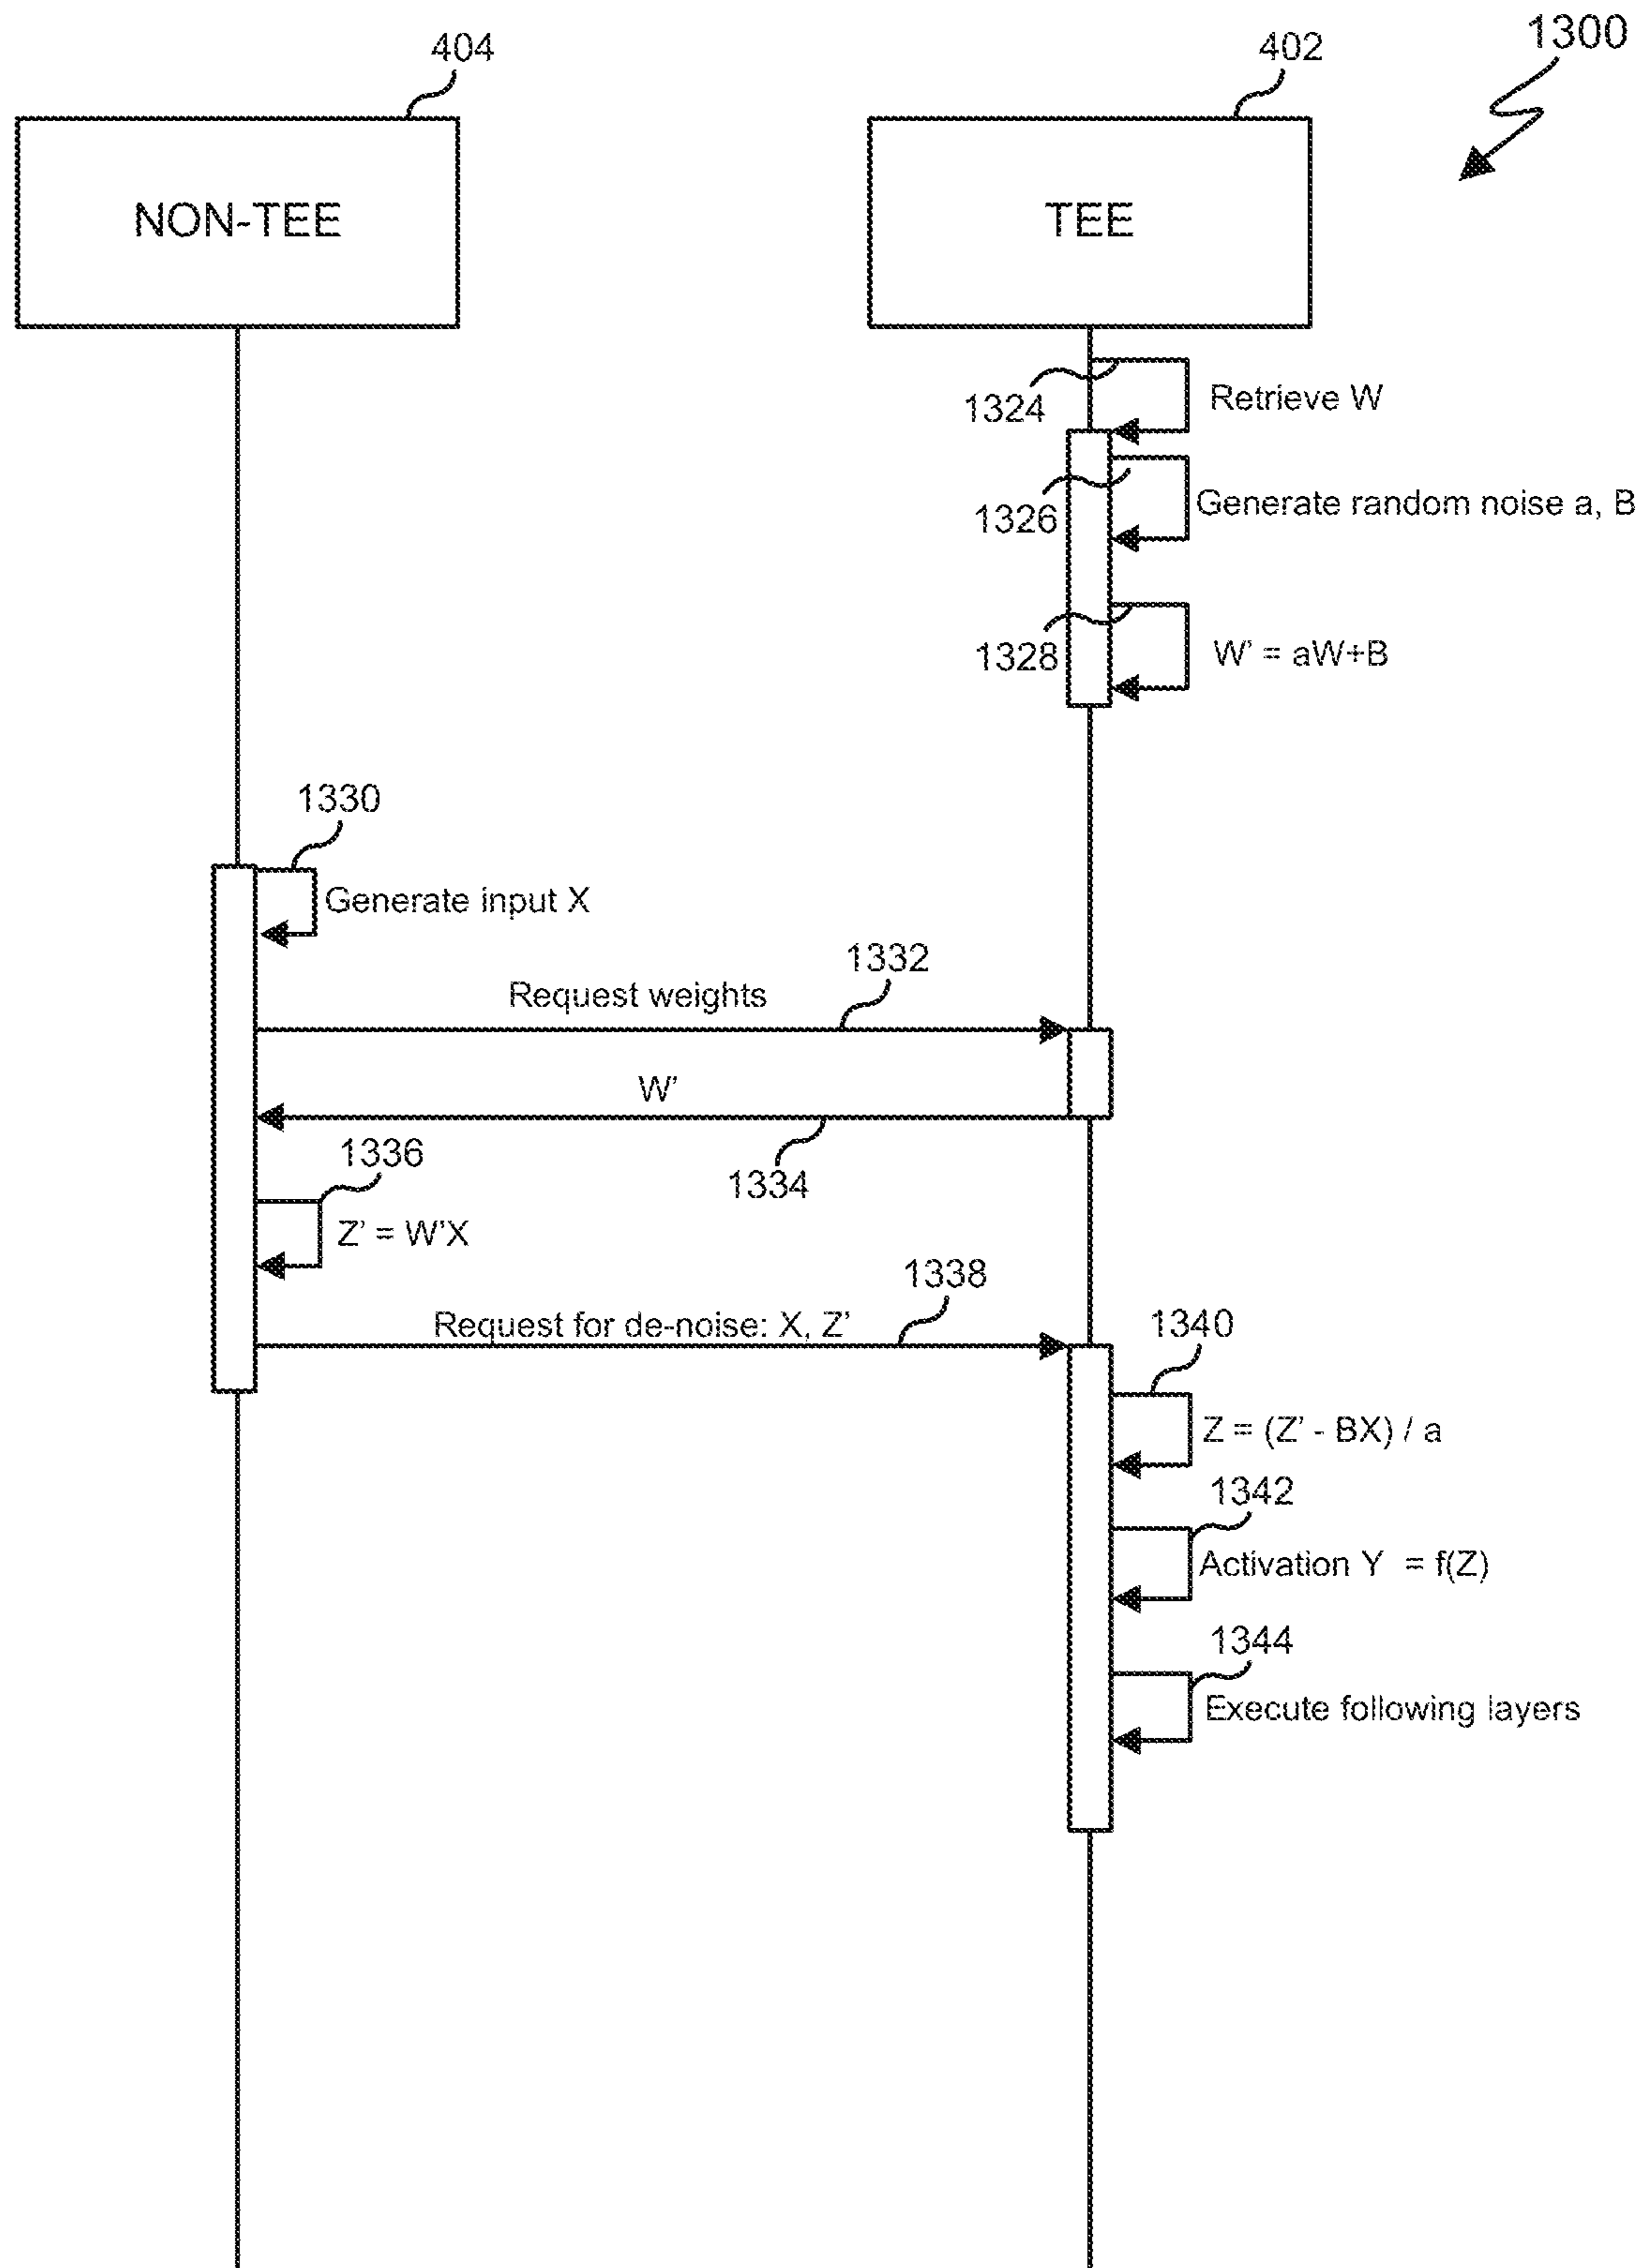 1300
404
402
NON-TEE
TEE
1324
Retrieve W
1326
Generate random noise a, B
1328
W' = aW+B
1330
Generate input X
1332
Request weights
W'
1334
1336
Z' = W'X
1338
Request for de-noise: X, Z'
1340
Z = (Z' - BX) / a
1342
Activation Y = f(Z)
1344
Execute following layers